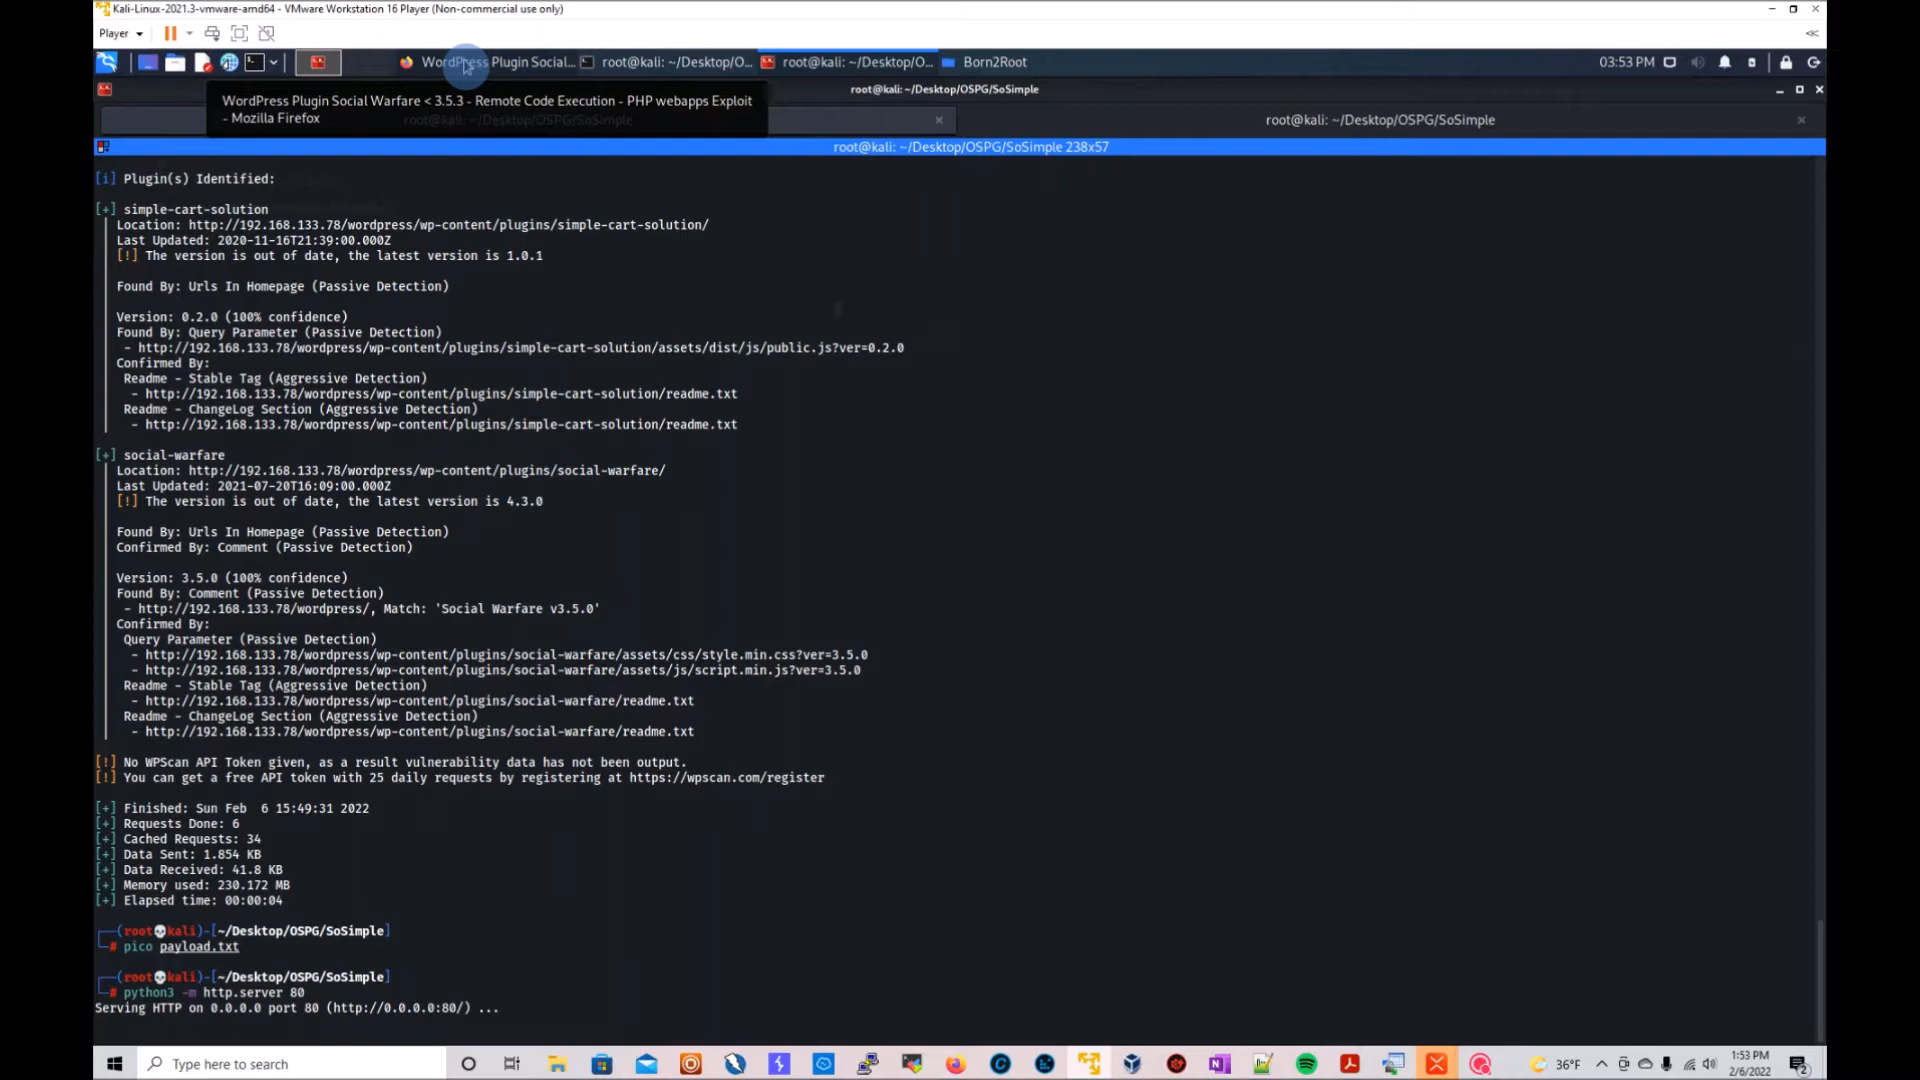 Kali-Linux-2021.3-vmware-amd64 - VMware Workstation 16 Player (Non-commercial use only)
Player
WordPress Plugin Social...
root@kali: ~/Desktop/O...
root@kali: ~/Desktop/O...
Born2Root
03:53 PM
root@kali: ~/Desktop/OSPG/SoSimple
WordPress Plugin Social Warfare < 3.5.3 - Remote Code Execution - PHP webapps Exploit
- Mozilla Firefox
root@kali: ~/Desktop/OSPG/SoSimple
root@kali: ~/Desktop/OSPG/SoSimple
root@kali: ~/Desktop/OSPG/SoSimple 238x57
[i] Plugin(s) Identified:
[+] simple-cart-solution
| Location: http://192.168.133.78/wordpress/wp-content/plugins/simple-cart-solution/
| Last Updated: 2020-11-16T21:39:00.000Z
| [!] The version is out of date, the latest version is 1.0.1
|
| Found By: Urls In Homepage (Passive Detection)
|
| Version: 0.2.0 (100% confidence)
| Found By: Query Parameter (Passive Detection)
|  - http://192.168.133.78/wordpress/wp-content/plugins/simple-cart-solution/assets/dist/js/public.js?ver=0.2.0
| Confirmed By:
|  Readme - Stable Tag (Aggressive Detection)
|   - http://192.168.133.78/wordpress/wp-content/plugins/simple-cart-solution/readme.txt
|  Readme - ChangeLog Section (Aggressive Detection)
|   - http://192.168.133.78/wordpress/wp-content/plugins/simple-cart-solution/readme.txt
[+] social-warfare
| Location: http://192.168.133.78/wordpress/wp-content/plugins/social-warfare/
| Last Updated: 2021-07-20T16:09:00.000Z
| [!] The version is out of date, the latest version is 4.3.0
|
| Found By: Urls In Homepage (Passive Detection)
| Confirmed By: Comment (Passive Detection)
|
| Version: 3.5.0 (100% confidence)
| Found By: Comment (Passive Detection)
|  - http://192.168.133.78/wordpress/, Match: 'Social Warfare v3.5.0'
| Confirmed By:
|  Query Parameter (Passive Detection)
|   - http://192.168.133.78/wordpress/wp-content/plugins/social-warfare/assets/css/style.min.css?ver=3.5.0
|   - http://192.168.133.78/wordpress/wp-content/plugins/social-warfare/assets/js/script.min.js?ver=3.5.0
|  Readme - Stable Tag (Aggressive Detection)
|   - http://192.168.133.78/wordpress/wp-content/plugins/social-warfare/readme.txt
|  Readme - ChangeLog Section (Aggressive Detection)
|   - http://192.168.133.78/wordpress/wp-content/plugins/social-warfare/readme.txt
[!] No WPScan API Token given, as a result vulnerability data has not been output.
[!] You can get a free API token with 25 daily requests by registering at https://wpscan.com/register
[+] Finished: Sun Feb  6 15:49:31 2022
[+] Requests Done: 6
[+] Cached Requests: 34
[+] Data Sent: 1.854 KB
[+] Data Received: 41.8 KB
[+] Memory used: 230.172 MB
[+] Elapsed time: 00:00:04
┌──(root💀kali)-[~/Desktop/OSPG/SoSimple]
└─# pico payload.txt
┌──(root💀kali)-[~/Desktop/OSPG/SoSimple]
└─# python3 -m http.server 80
Serving HTTP on 0.0.0.0 port 80 (http://0.0.0.0:80/) ...
Type here to search
36°F
1:53 PM
2/6/2022
2